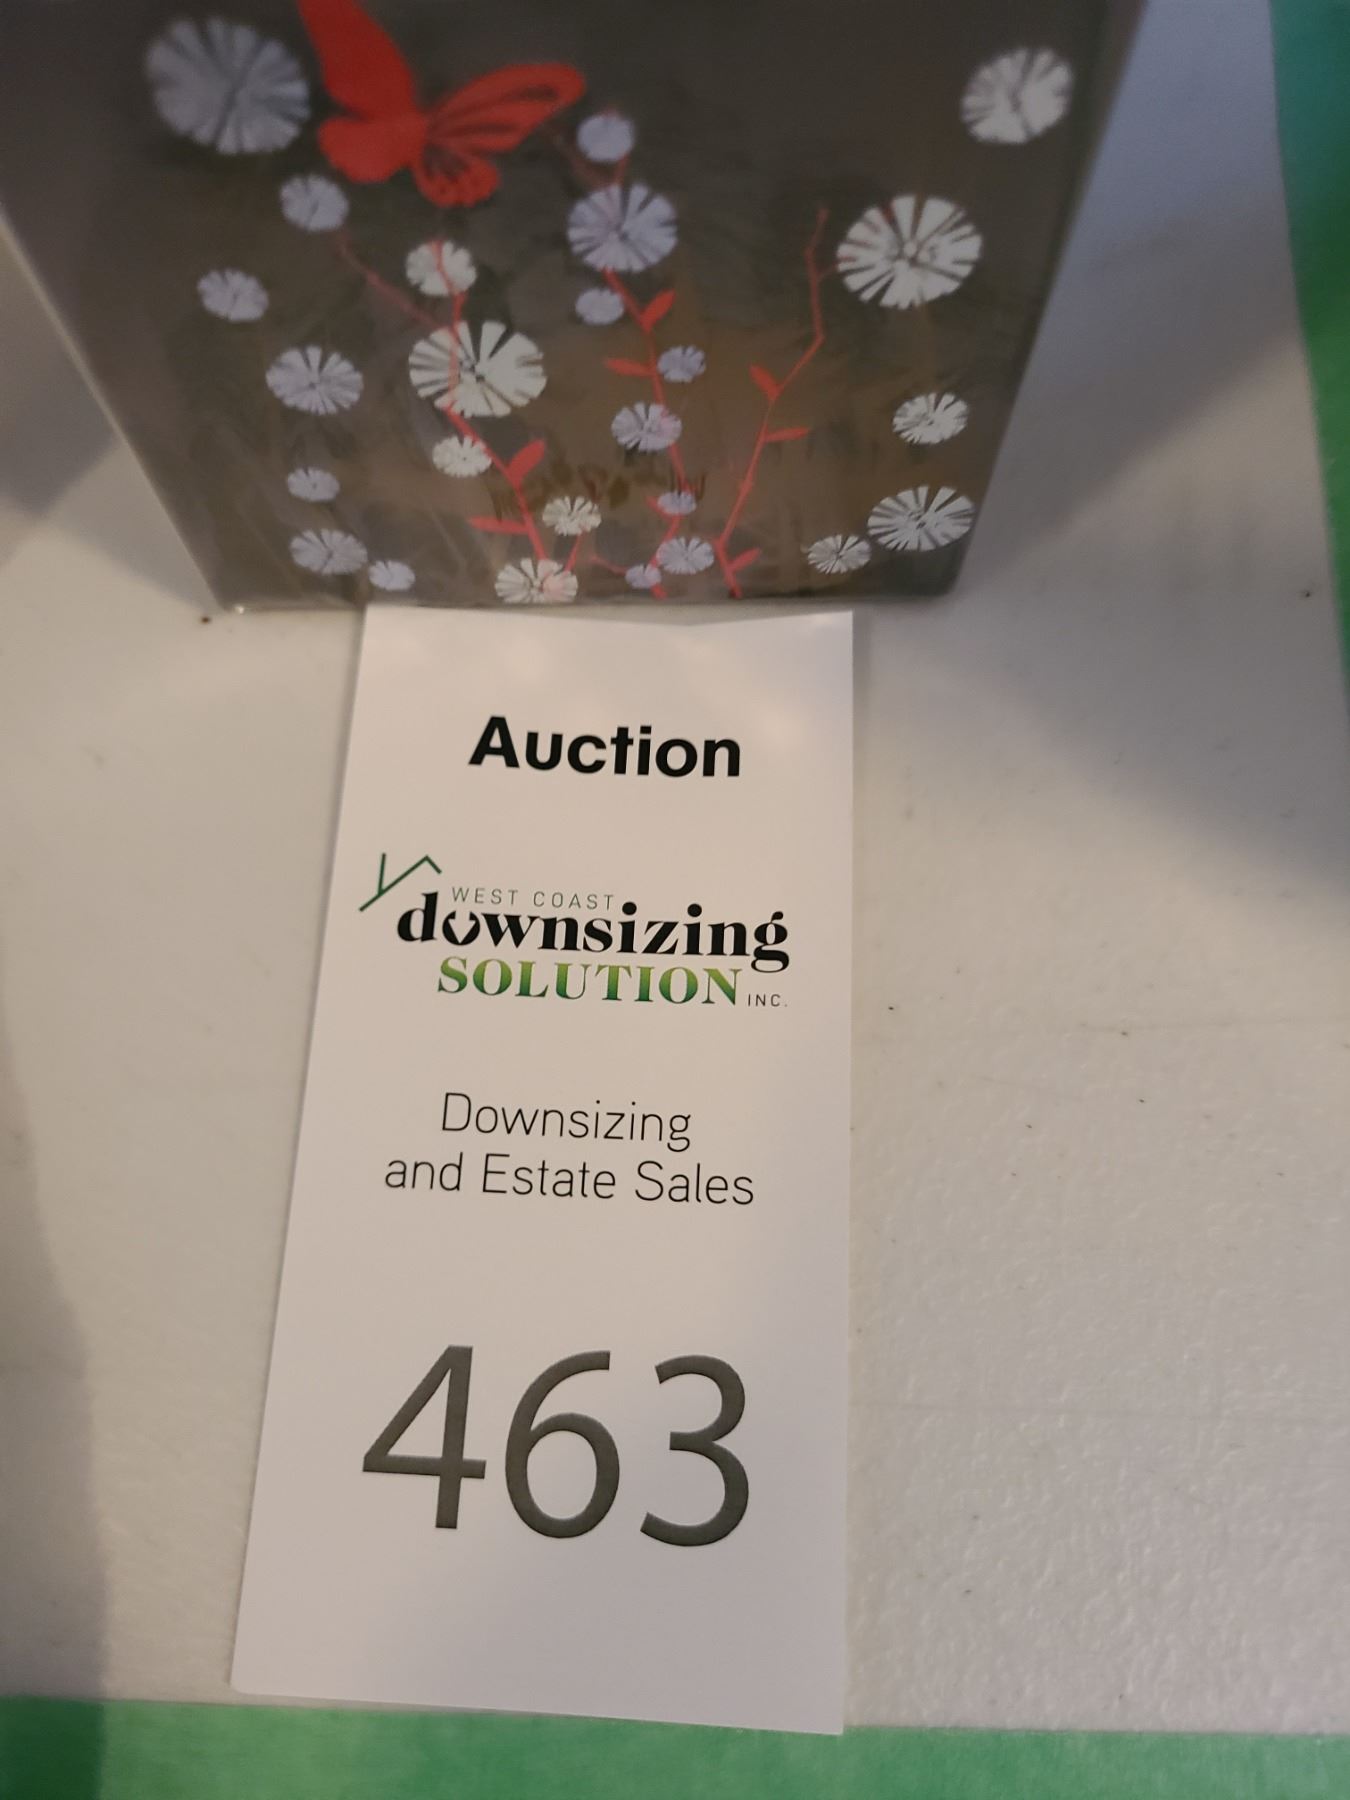 Auction
WEST COAST
downsizing
SOLUTION INC.
Downsizing
and Estate Sales
463